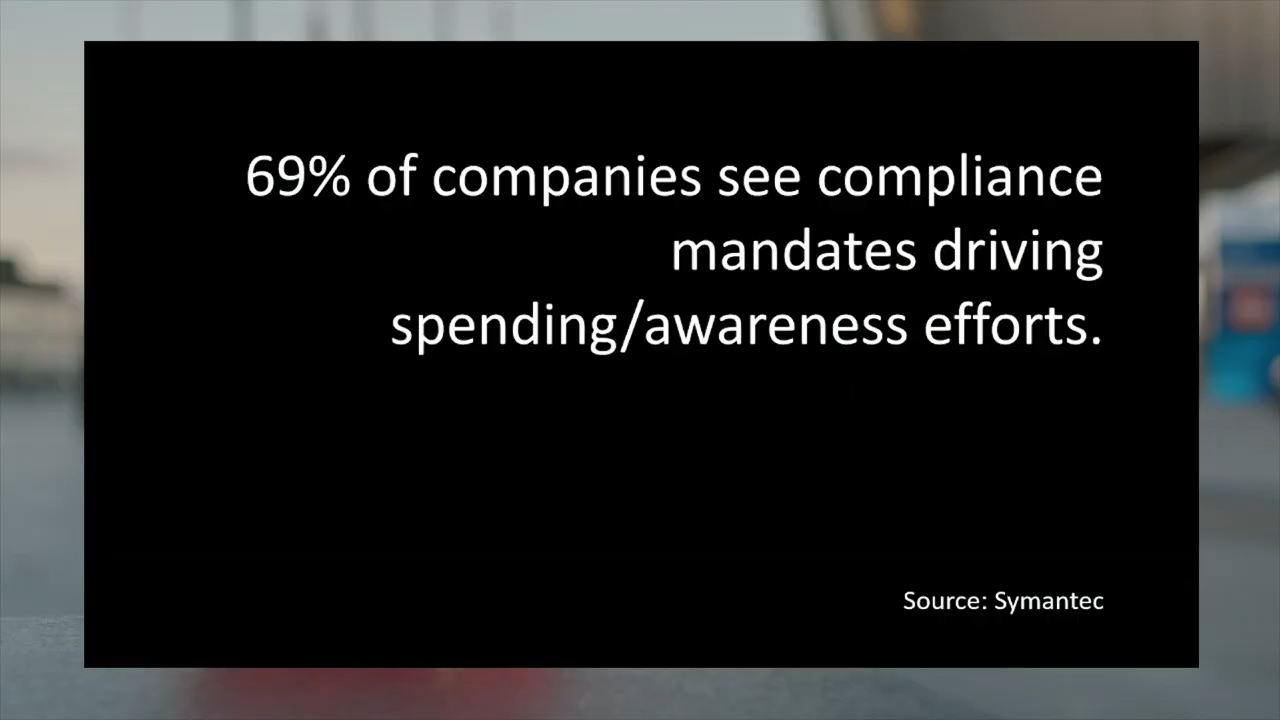 69% of companies see compliance
mandates driving
spending/awareness efforts.
Source: Symantec